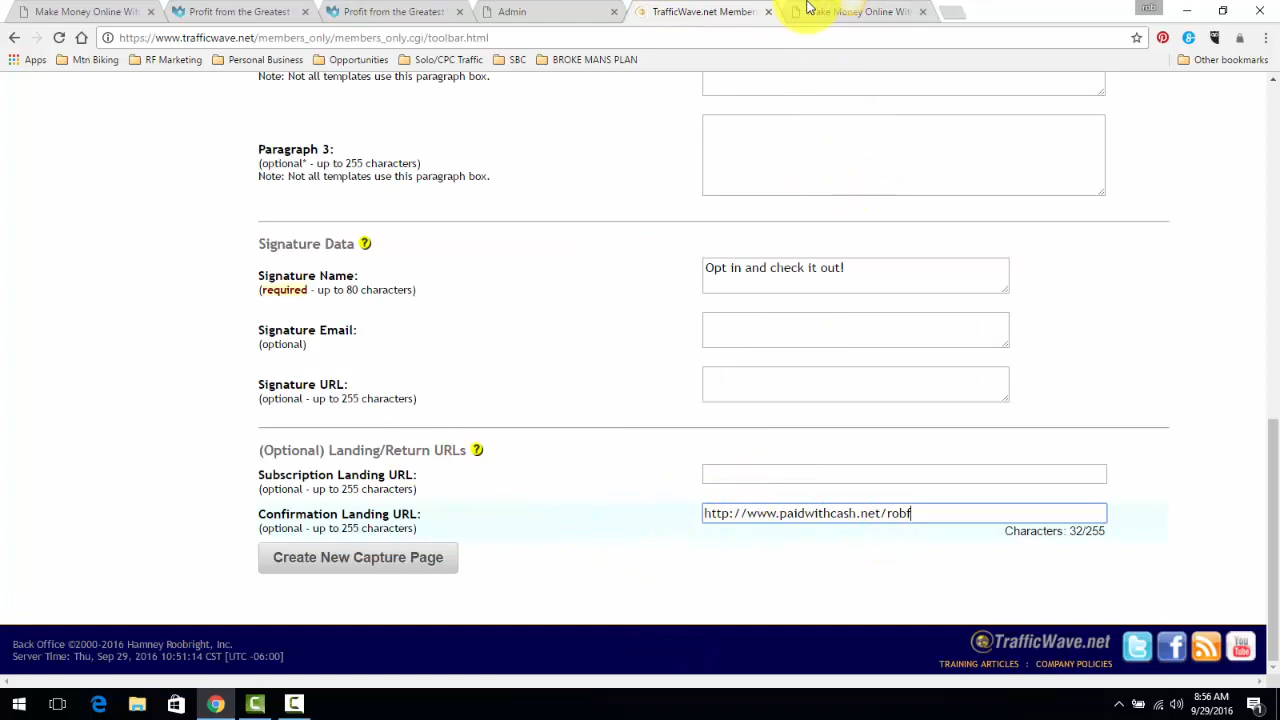 Make Money Online Wit
Profit from the Greatest
Profit from the Greatest
Admin
TrafficWave.net Member
Make Money Online Wit
rob
https://www.trafficwave.net/members_only/members_only.cgi/toolbar.html
Apps
Mtn Biking
RF Marketing
Personal Business
Opportunities
Solo/CPC Traffic
SBC
BROKE MANS PLAN
Other bookmarks
Note: Not all templates use this paragraph box.
Paragraph 3:
(optional* - up to 255 characters)
Note: Not all templates use this paragraph box.
Signature Data ?
Signature Name:
(required - up to 80 characters)
Opt in and check it out!
Signature Email:
(optional)
Signature URL:
(optional - up to 255 characters)
(Optional) Landing/Return URLs ?
Subscription Landing URL:
(optional - up to 255 characters)
Confirmation Landing URL:
(optional - up to 255 characters)
http://www.paidwithcash.net/robf
Characters: 32/255
Create New Capture Page
Back Office ©2000-2016 Hamney Roobright, Inc.
Server Time: Thu, Sep 29, 2016 10:51:14 CST [UTC -06:00]
TrafficWave.net
TRAINING ARTICLES : COMPANY POLICIES
You Tube
8:56 AM
9/29/2016